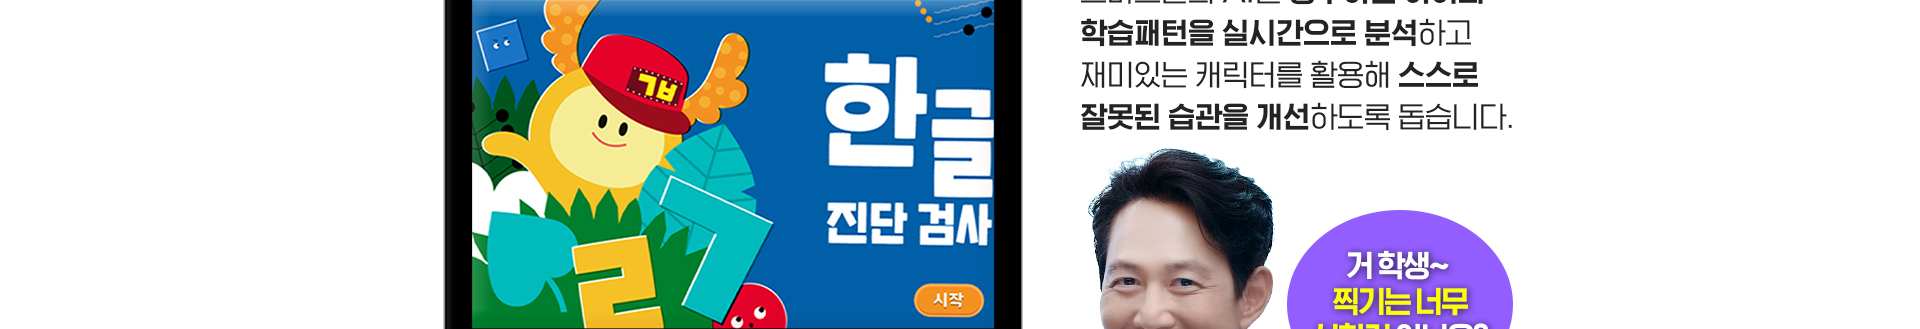 학습패턴을 실시간으로 분석하고
재미있는 캐릭터를 활용해 스스로
잘못된 습관을 개선하도록 돕습니다.
ㄱㅂ
한글
진단 검사
시작
거 학생~
찍기는 너무